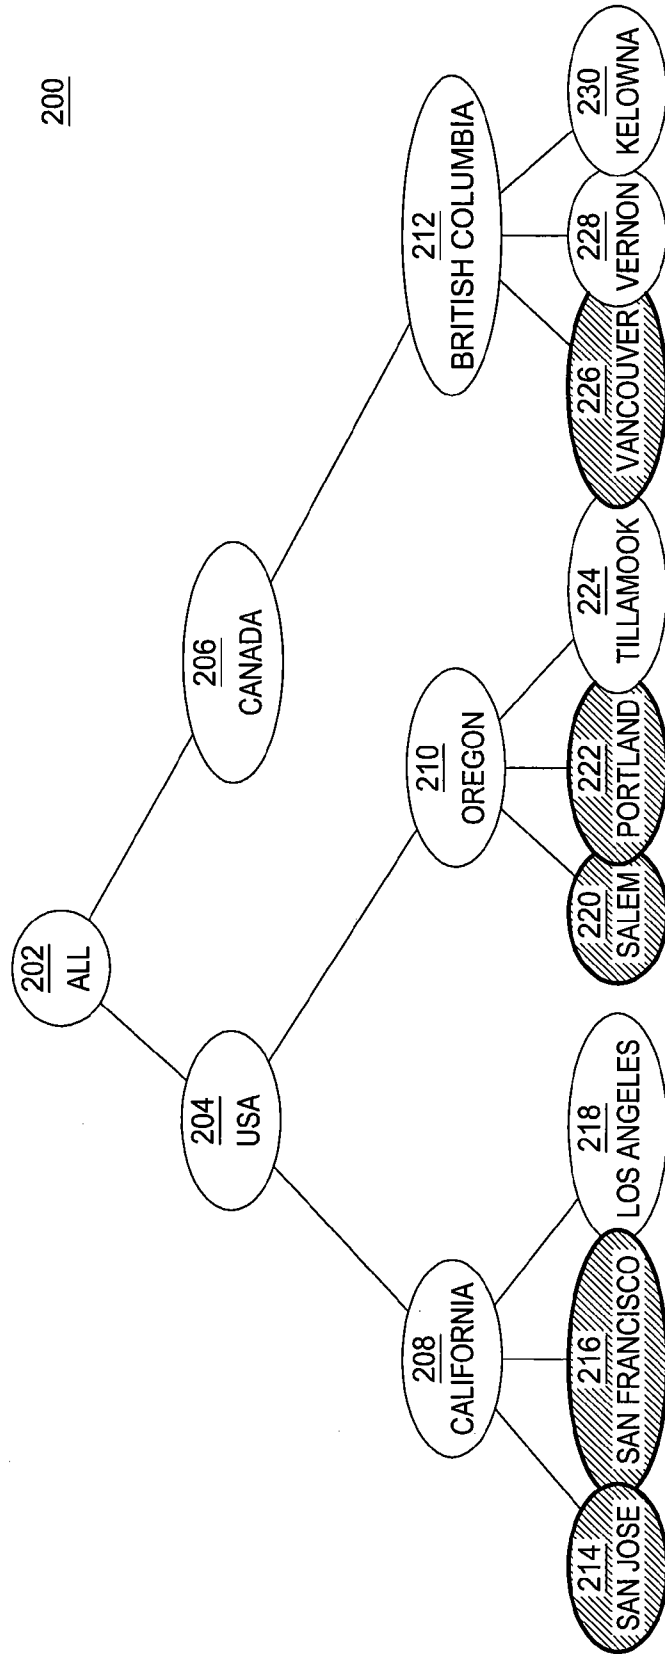 200
202
ALL
204
USA
206
CANADA
208
CALIFORNIA
210
OREGON
212
BRITISH COLUMBIA
214
SAN JOSE
216
SAN FRANCISCO
218
LOS ANGELES
220
SALEM
222
PORTLAND
224
TILLAMOOK
226
VANCOUVER
228
VERNON
230
KELOWNA